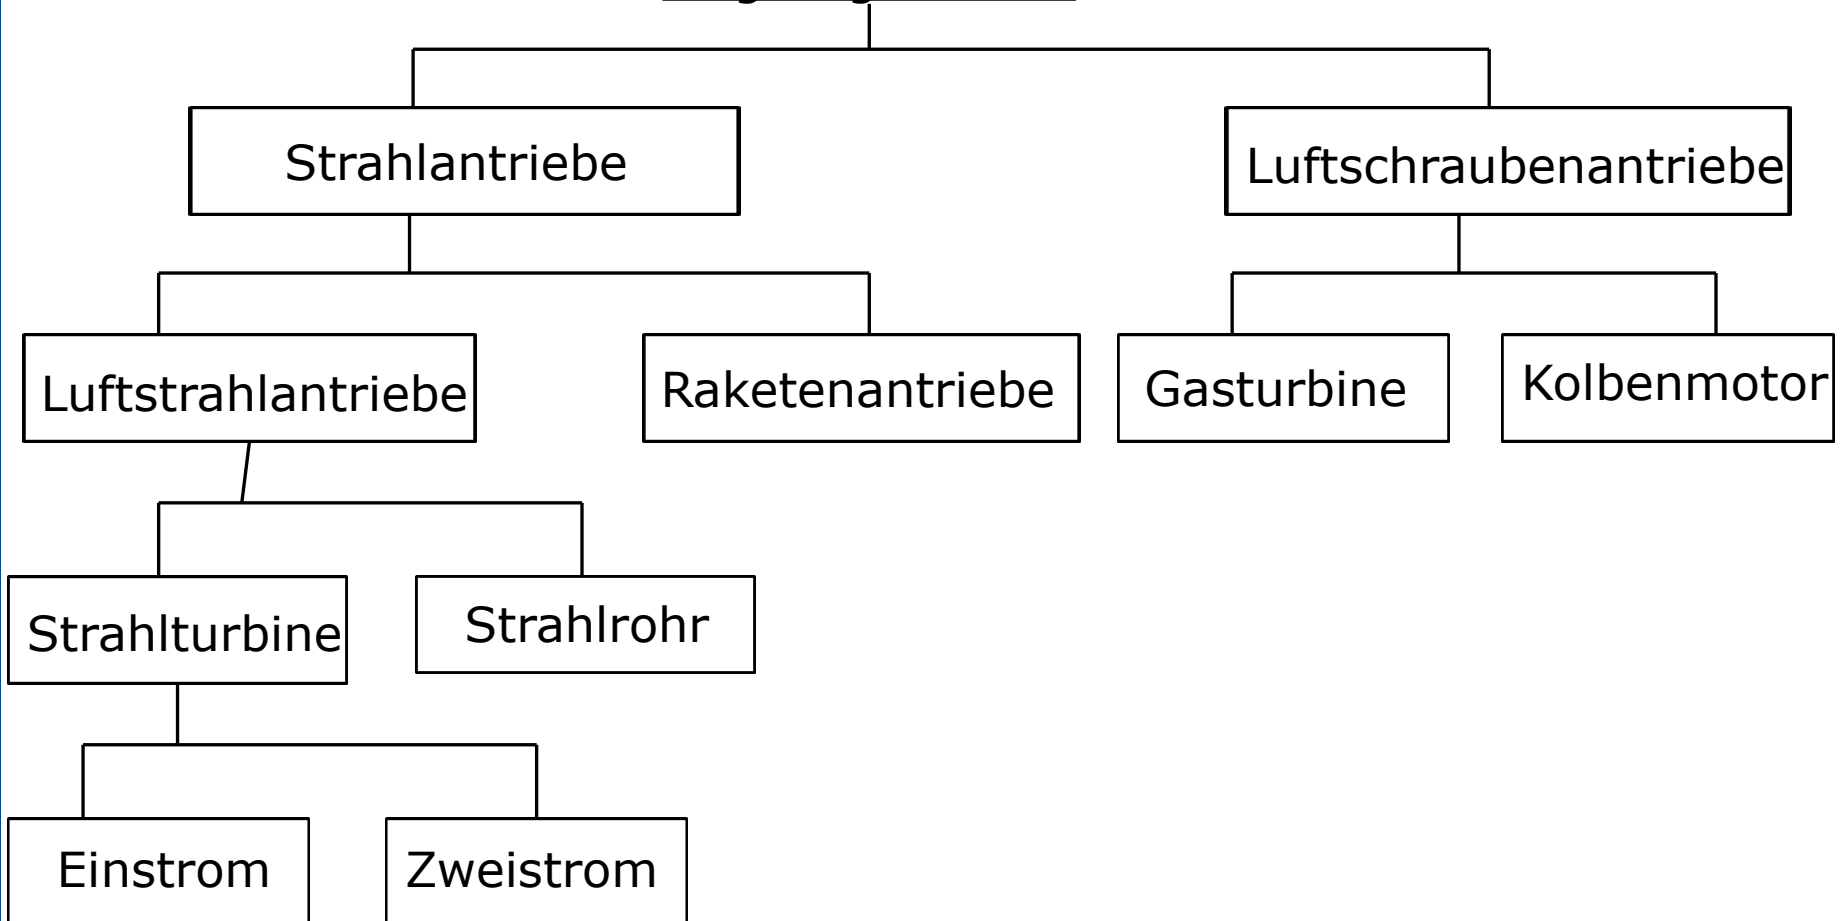 Strahlantriebe
Luftschraubenantriebe
Luftstrahlantriebe
Raketenantriebe
Gasturbine
Kolbenmotor
Strahlturbine
Strahlrohr
Einstrom
Zweistrom